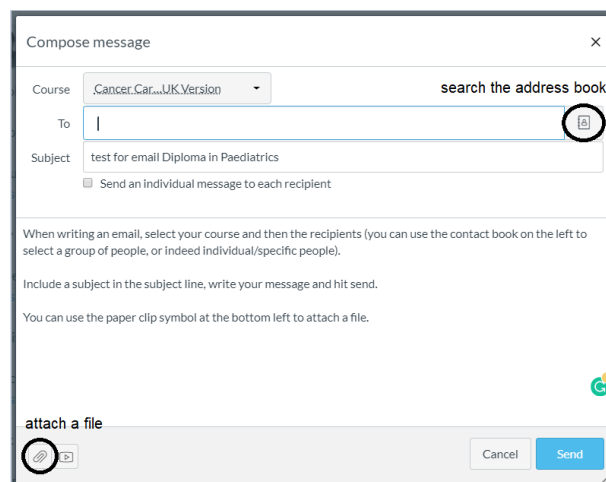 Compose message
Course Cancer Car...UK Version search the address book
To
Subject test for email Diploma in Paediatrics
Send an individual message to each recipient
When writing an email, select your course and then the recipients (you can use the contact book on the left to
select a group of people, or indeed individual/specific people).
Include a subject in the subject line, write your message and hit send.
You can use the paper clip symbol at the bottom left to attach a file.
attach a file
Cancel Send